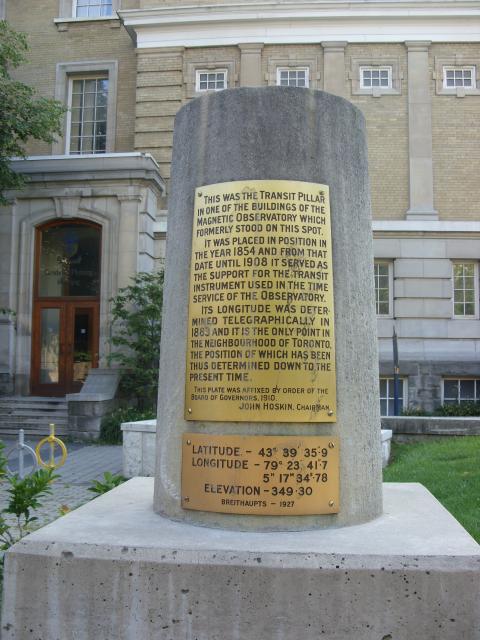 THIS WAS THE TRANSIT PILLAR
IN ONE OF THE BUILDINGS OF THE
MAGNETIC OBSERVATORY WHICH
FORMERLY STOOD ON THIS SPOT.
IT WAS PLACED IN POSITION IN
THE YEAR 1854 AND FROM THAT
DATE UNTIL 1908 IT SERVED AS
THE SUPPORT FOR THE TRANSIT
INSTRUMENT USED IN THE TIME
SERVICE OF THE OBSERVATORY.
ITS LONGITUDE WAS DETER-
MINED TELEGRAPHICALLY IN
1883 AND IT IS THE ONLY POINT IN
THE NEIGHBOURHOOD OF TORONTO,
THE POSITION OF WHICH HAS BEEN
THUS DETERMINED DOWN TO THE
PRESENT TIME.
THIS PLATE WAS AFFIXED BY ORDER OF THE
BOARD OF GOVERNORS, 1910.
JOHN HOSKIN, CHAIRMAN.
LATITUDE - 43° 39' 35".9
LONGITUDE - 79° 23' 41".7
5h 17m 34s.78
ELEVATION - 349.30
BREITHAUPTS - 1927